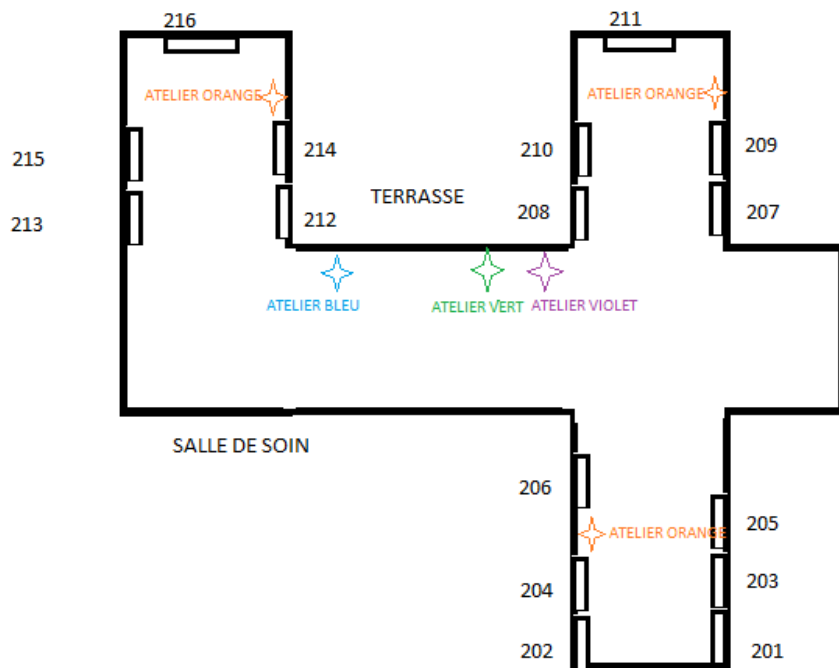 216
211
ATELIER ORANGE
ATELIER ORANGE
215
214
210
209
TERRASSE
213
212
208
207
ATELIER BLEU
ATELIER VERT
ATELIER VIOLET
SALLE DE SOIN
206
205
ATELIER ORANGE
204
203
202
201